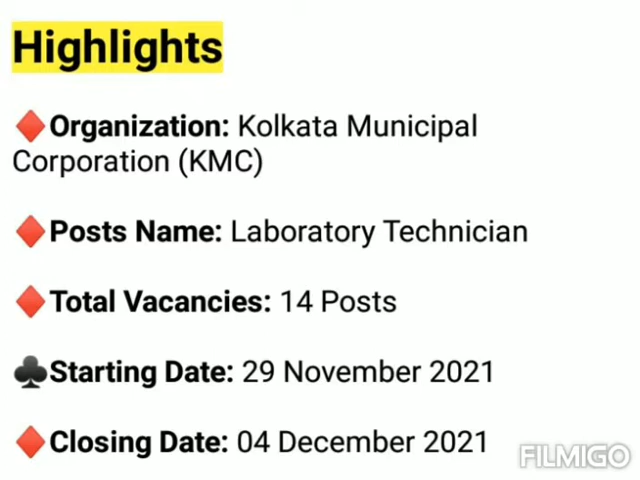 Highlights
♦️Organization: Kolkata Municipal
Corporation (KMC)
♦️Posts Name: Laboratory Technician
♦️Total Vacancies: 14 Posts
♣️Starting Date: 29 November 2021
♦️Closing Date: 04 December 2021
FILMIGO